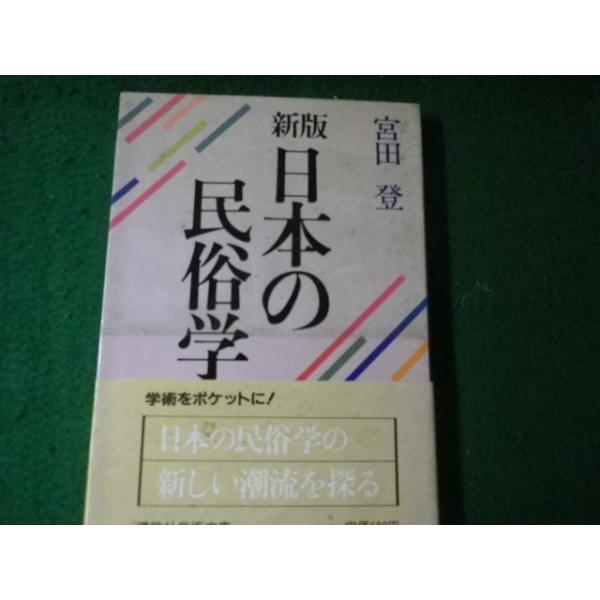 宮田 登
新版
日本の
民俗学
学術をポケットに!
日本の民俗学の
新しい潮流を探る